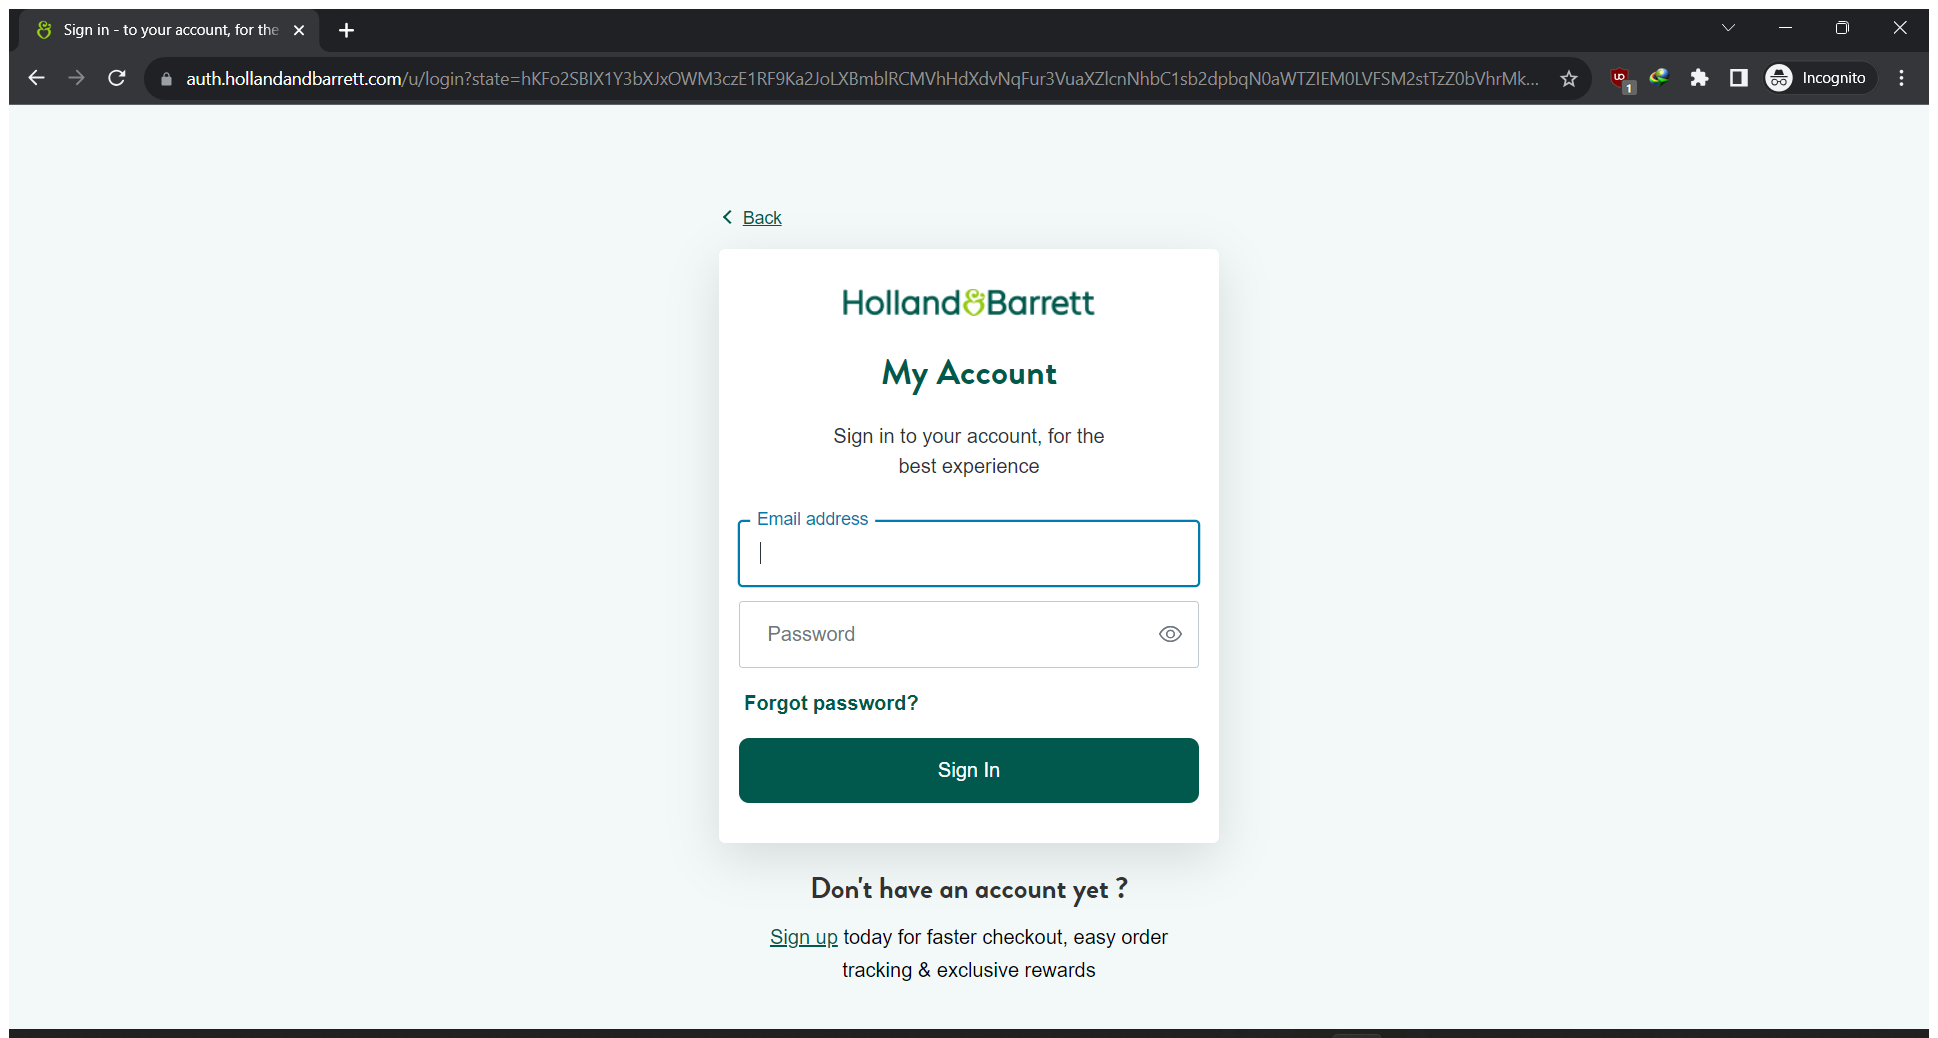 Sign in - to your account, for the
auth.hollandandbarrett.com/u/login?state=hKFo2SBIX1Y3bXJxOWM3czE1RF9Ka2JoLXBmblRCMVhHdXdvNqFur3VuaXZlcnNhbC1sb2dpbqN0aWTZIEM0LVFSM2stTzZ0bVhrMk...
1
Incognito
Back
Holland&Barrett
My Account
Sign in to your account, for the
best experience
Email address
Password
Forgot password?
Sign In
Don't have an account yet ?
Sign up today for faster checkout, easy order
tracking & exclusive rewards